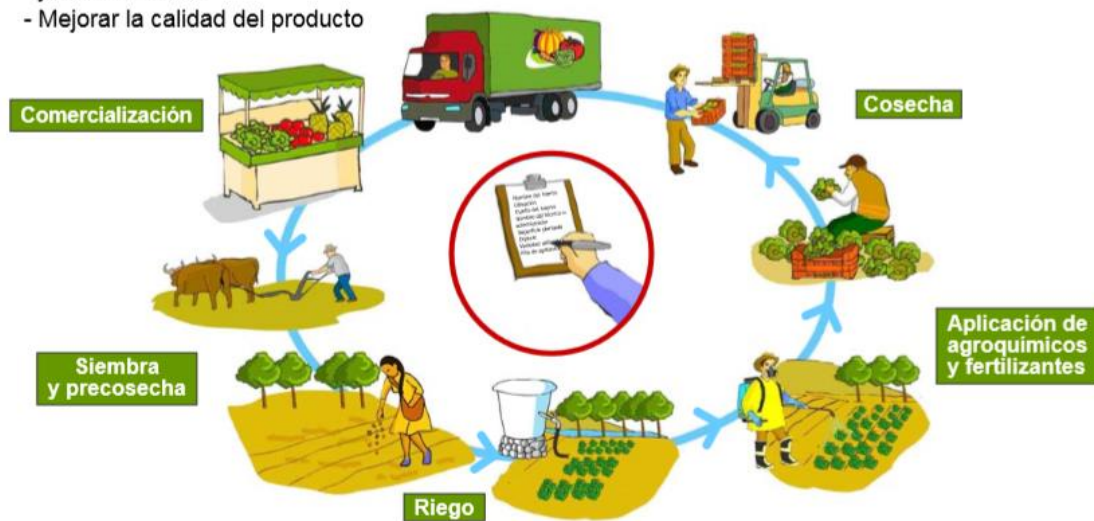 - Mejorar la calidad del producto
Comercialización
Cosecha
Siembra
y precosecha
Aplicación de
agroquímicos
y fertilizantes
Riego